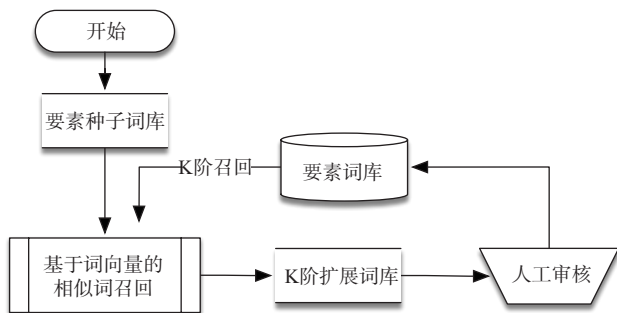 开始
要素种子词库
K阶召回
要素词库
基于词向量的
相似词召回
K阶扩展词库
人工审核